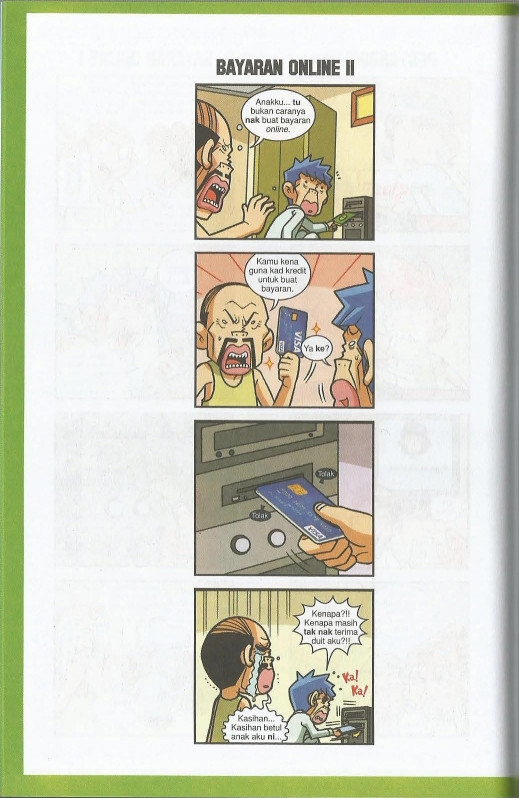 BAYARAN ONLINE II
Anakku... tu
bukan caranya
nak buat bayaran
online.
Kamu kena
guna kad kredit
untuk buat
bayaran.
VISA
Ya ke?
Tolak
Tolak
VISA
Kenapa?!!
Kenapa masih
tak nak terima
duit aku?!!
Ka!
Ka!
Kasihan...
Kasihan betul
anak aku ni...